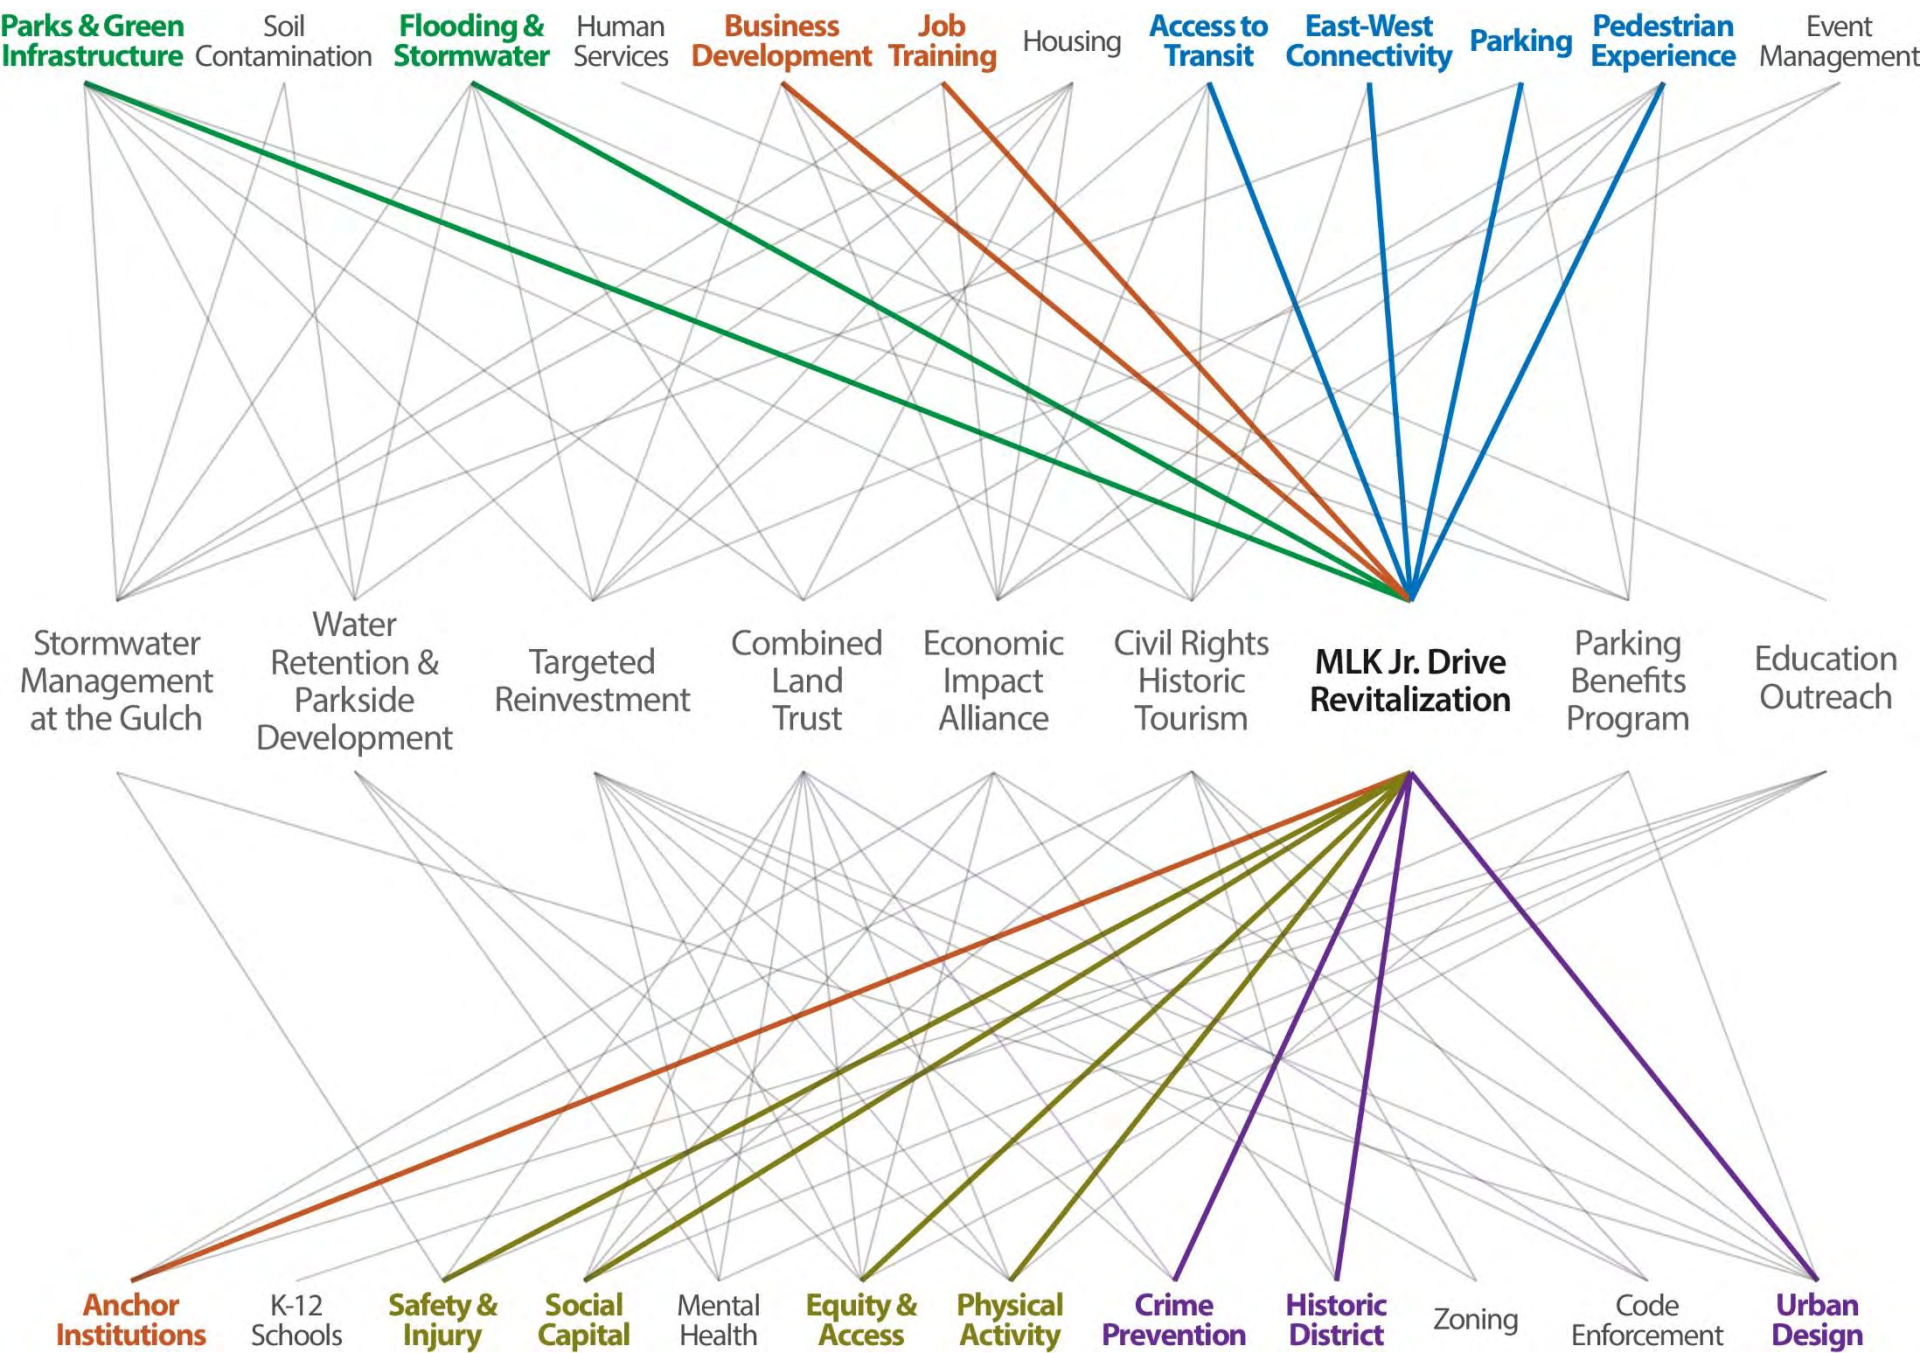 Parks & Green
Infrastructure
Soil
Contamination
Flooding &
Stormwater
Human
Services
Business
Development
Job
Training
Housing
Access to
Transit
East-West
Connectivity
Parking
Pedestrian
Experience
Event
Management
Stormwater
Management
at the Gulch
Water
Retention &
Parkside
Development
Targeted
Reinvestment
Combined
Land
Trust
Economic
Impact
Alliance
Civil Rights
Historic
Tourism
MLK Jr. Drive
Revitalization
Parking
Benefits
Program
Education
Outreach
Anchor
Institutions
K-12
Schools
Safety &
Injury
Social
Capital
Mental
Health
Equity &
Access
Physical
Activity
Crime
Prevention
Historic
District
Zoning
Code
Enforcement
Urban
Design